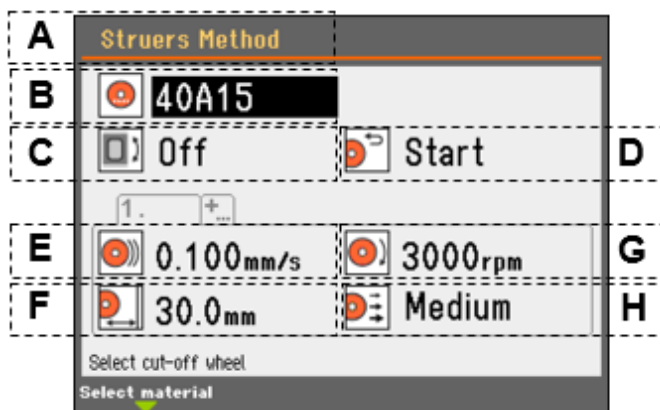 A Struers Method
B 40A15
C Off Start D
1. +...
E 0.100mm/s 3000rpm G
F 30.0mm Medium H
Select cut-off wheel
Select material